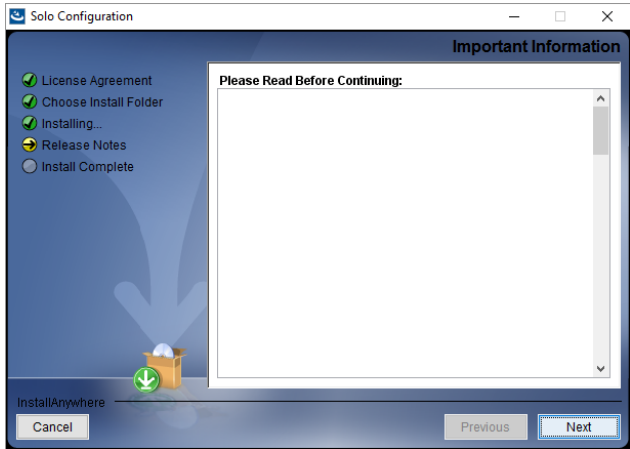 Solo Configuration
Important Information
License Agreement
Choose Install Folder
Installing...
Release Notes
Install Complete
Please Read Before Continuing:
InstallAnywhere
Cancel
Previous
Next